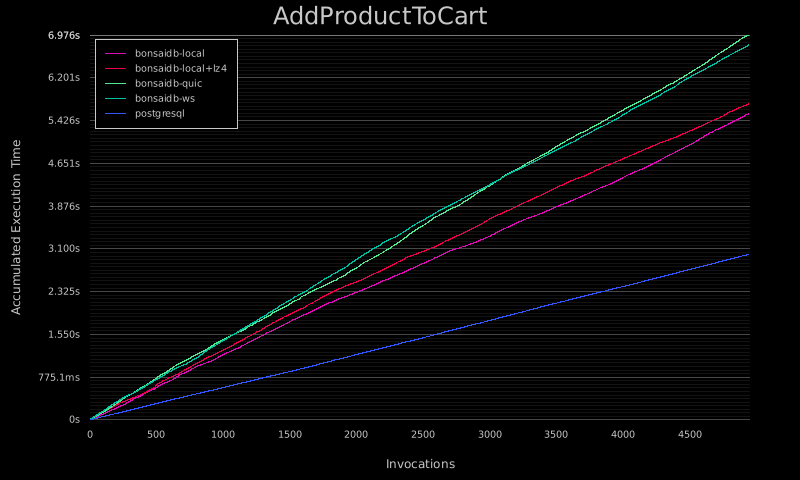 AddProductToCart
6.976s
6.201s
5.426s
4.651s
3.876s
3.100s
2.325s
1.550s
775.1ms
0s
Accumulated Execution Time
bonsaidb-local
bonsaidb-local+lz4
bonsaidb-quic
bonsaidb-ws
postgresql
0 500 1000 1500 2000 2500 3000 3500 4000 4500
Invocations